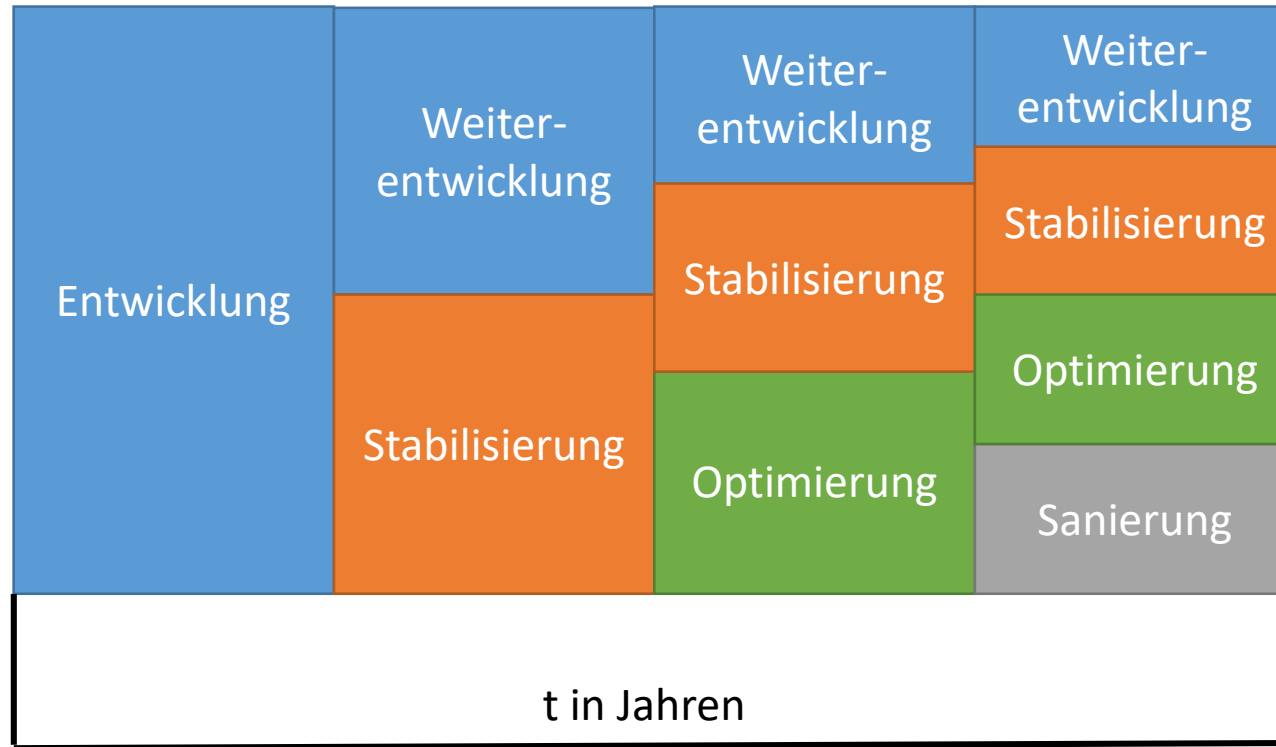 Entwicklung
Weiter-
entwicklung
Stabilisierung
Weiter-
entwicklung
Stabilisierung
Optimierung
Weiter-
entwicklung
Stabilisierung
Optimierung
Sanierung
t in Jahren